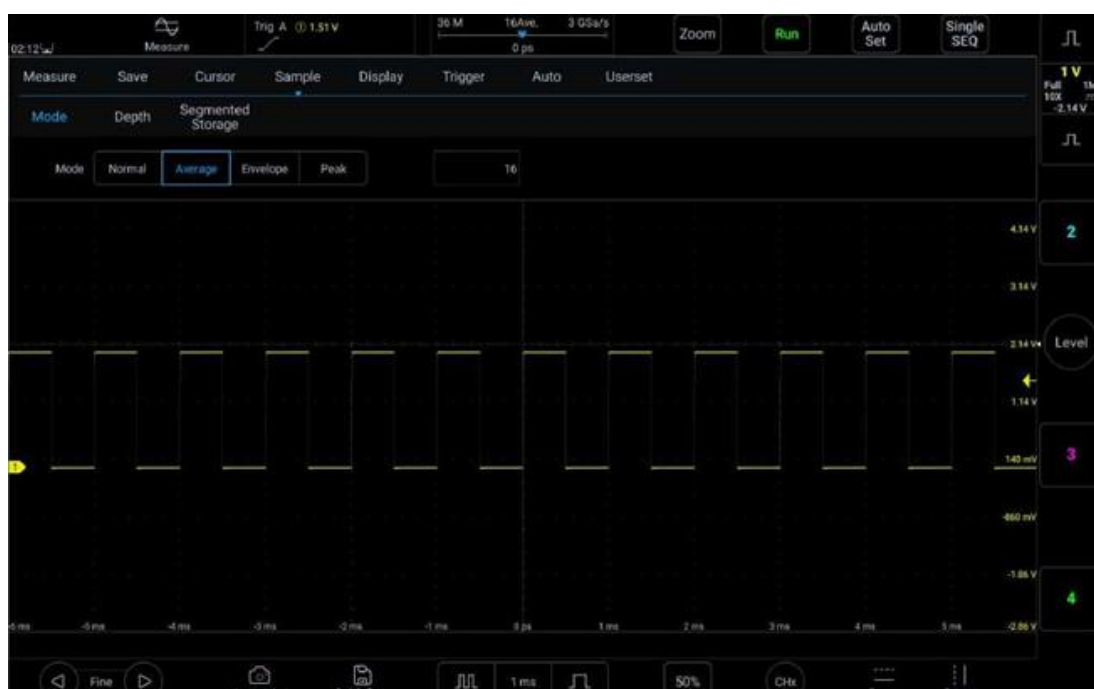 36 M 16Ave. 3 GSa/s
Trig A ① 1.51 V
02:12 Measure 0 ps Zoom Run Auto Set Single SEQ
Measure Save Cursor Sample Display Trigger Auto Userset
1 V
Full 1M
10X
-2.14 V
Mode Depth Segmented Storage
Mode Normal Average Envelope Peak 16
4.14 V 2
3.14 V
2.14 V Level
1.14 V
1 140 mV 3
-860 mV
-1.86 V
4
-5 ms -4 ms -3 ms -2 ms -1 ms 0 ps 1 ms 2 ms 3 ms 4 ms 5 ms -2.86 V
Fine 1 ms 50% CHx